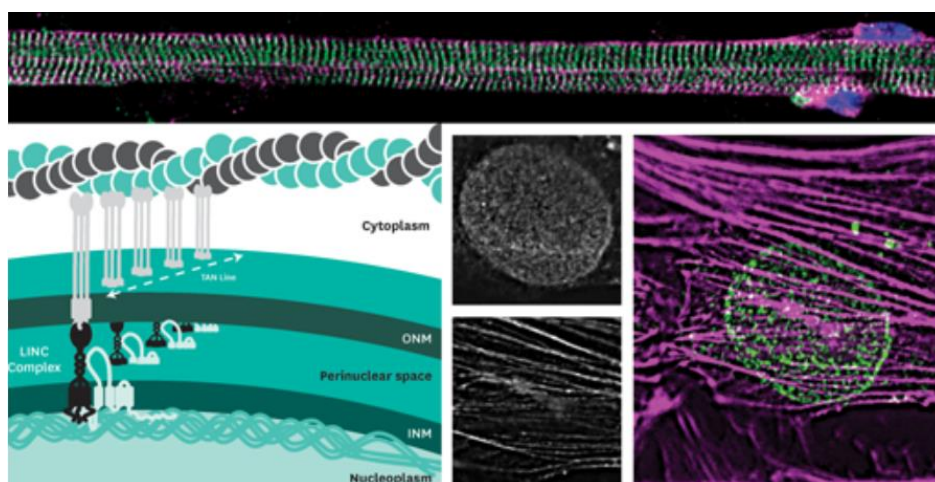 Cytoplasm
TAN Line
ONM
LINC
Complex
Perinuclear space
INM
Nucleoplasm